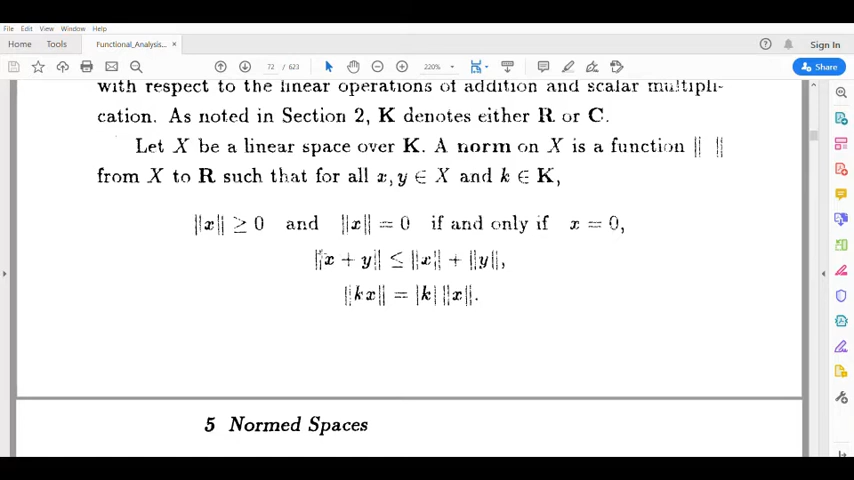 File Edit View Window Help
Home Tools Functional_Analysis... × Sign In
72 / 623 220% Share
with respect to the linear operations of addition and scalar multipli-
cation. As noted in Section 2, K denotes either R or C.
Let X be a linear space over K. A norm on X is a function ‖ ‖
from X to R such that for all x, y ∈ X and k ∈ K,
‖x‖ ≥ 0 and ‖x‖ = 0 if and only if x = 0,
‖x + y‖ ≤ ‖x‖ + ‖y‖,
‖kx‖ = |k| ‖x‖.
5 Normed Spaces